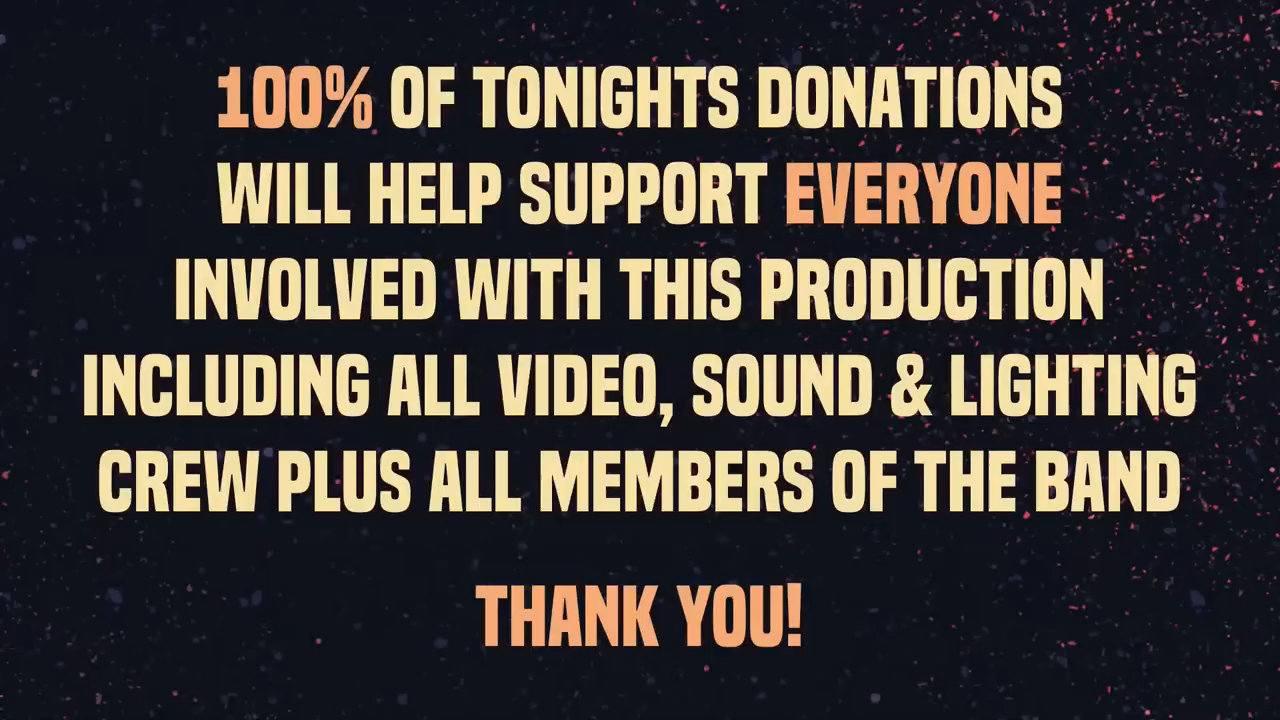 100% OF TONIGHTS DONATIONS
WILL HELP SUPPORT EVERYONE
INVOLVED WITH THIS PRODUCTION
INCLUDING ALL VIDEO, SOUND & LIGHTING
CREW PLUS ALL MEMBERS OF THE BAND
THANK YOU!